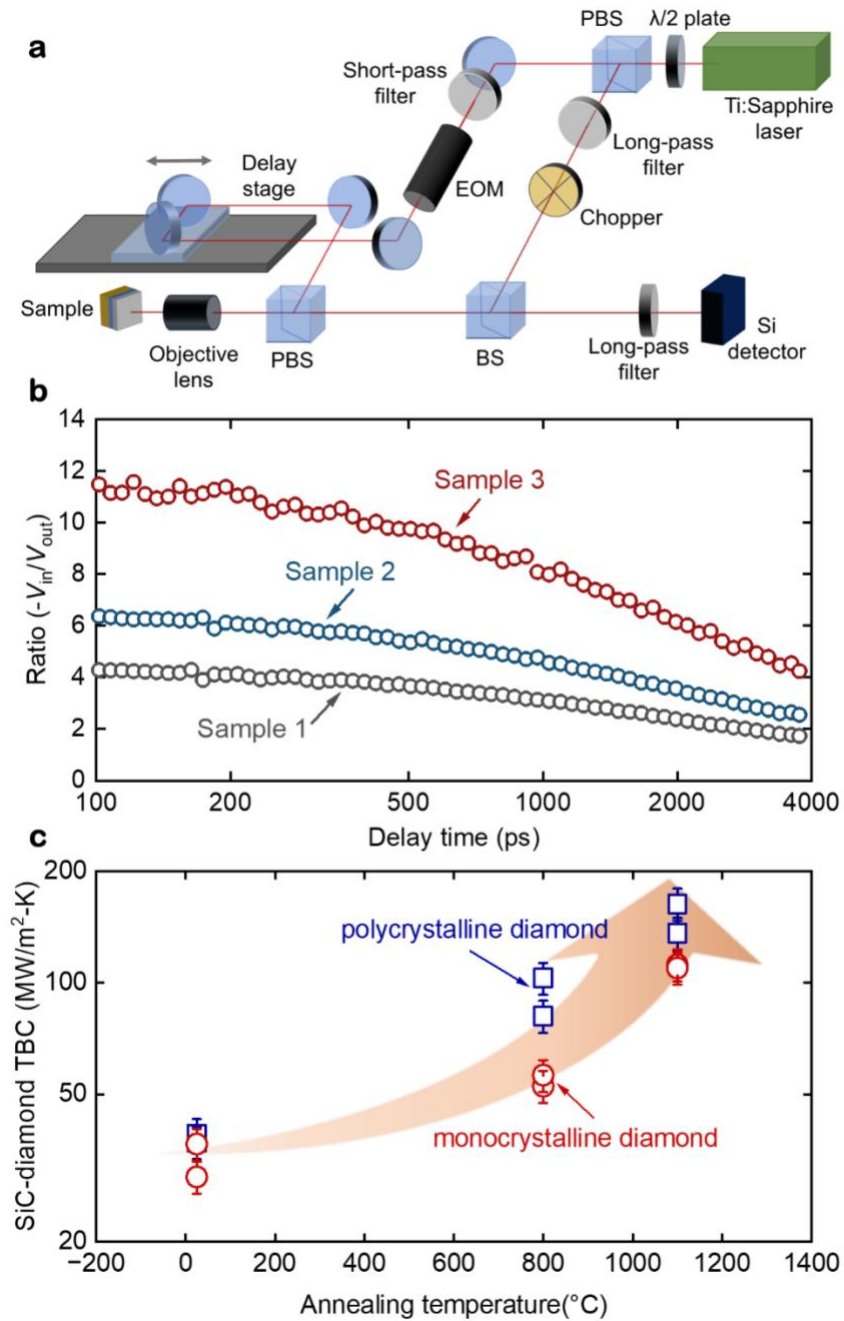 a
PBS
λ/2 plate
Short-pass
filter
Ti:Sapphire
laser
Long-pass
filter
Delay
stage
EOM
Chopper
Sample
Objective
lens
PBS
BS
Long-pass
filter
Si
detector
b
14
12
10
8
6
4
2
0
Ratio (-Vin/Vout)
Sample 3
Sample 2
Sample 1
100
200
500
1000
2000
4000
Delay time (ps)
c
200
100
50
20
SiC-diamond TBC (MW/m²-K)
polycrystalline diamond
monocrystalline diamond
−200
0
200
400
600
800
1000
1200
1400
Annealing temperature(°C)